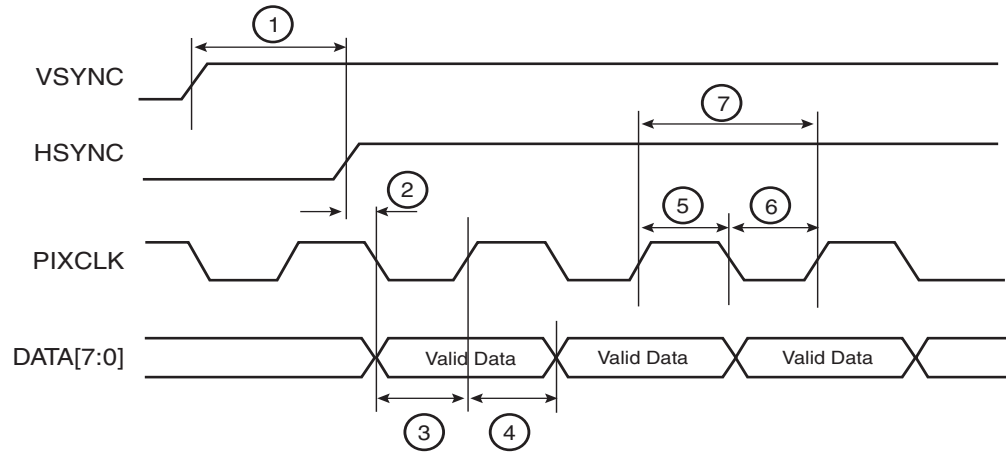 1
VSYNC
7
HSYNC
2
5
6
PIXCLK
DATA[7:0]
Valid Data
Valid Data
Valid Data
3
4